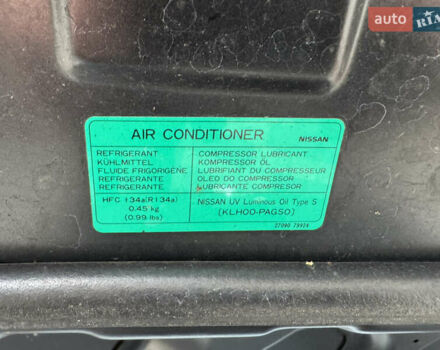 auto RIA
AIR CONDITIONER NISSAN
REFRIGERANT COMPRESSOR LUBRICANT
KÜHLMITTEL KOMPRESSOR ÖL
FLUIDE FRIGORIGÈNE LUBRIFIANT DU COMPRESSEUR
REFRIGERANTE OLEO DO COMPRESSOR
REFRIGERANTE LUBRICANTE COMPRESOR
HFC 134a(R134a) NISSAN UV Luminous Oil Type S
0.45 kg [KLH00-PAGS0]
(0.99 lbs)
27090 79924